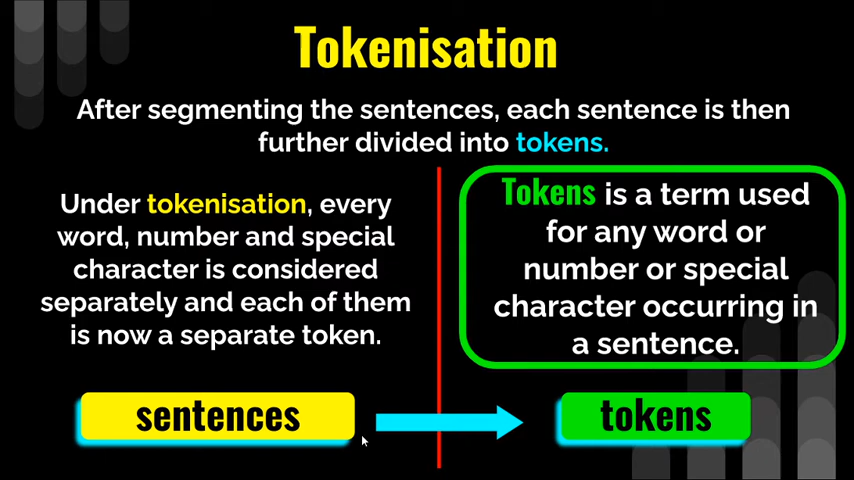 Tokenisation
After segmenting the sentences, each sentence is then
further divided into tokens.
Under tokenisation, every
word, number and special
character is considered
separately and each of them
is now a separate token.
Tokens is a term used
for any word or
number or special
character occurring in
a sentence.
sentences
tokens